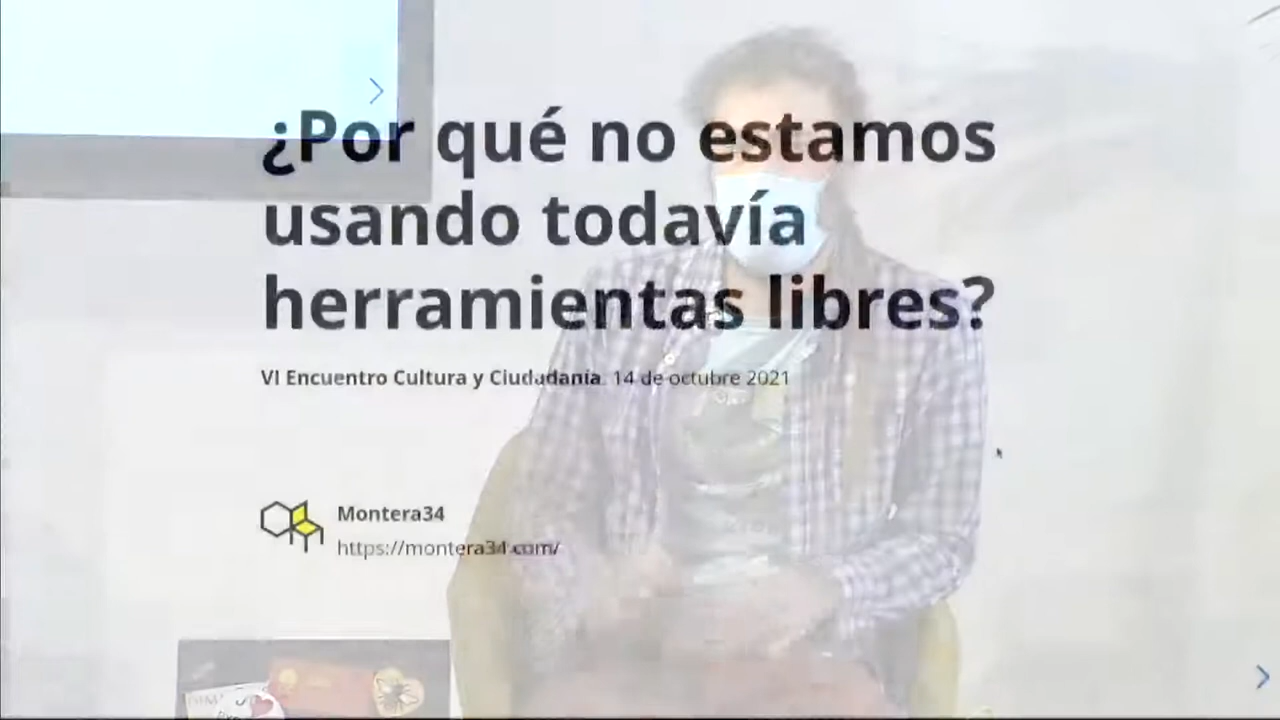 ¿Por qué no estamos
usando todavía
herramientas libres?
VI Encuentro Cultura y Ciudadanía. 14 de octubre 2021
Montera34
https://montera34.com/